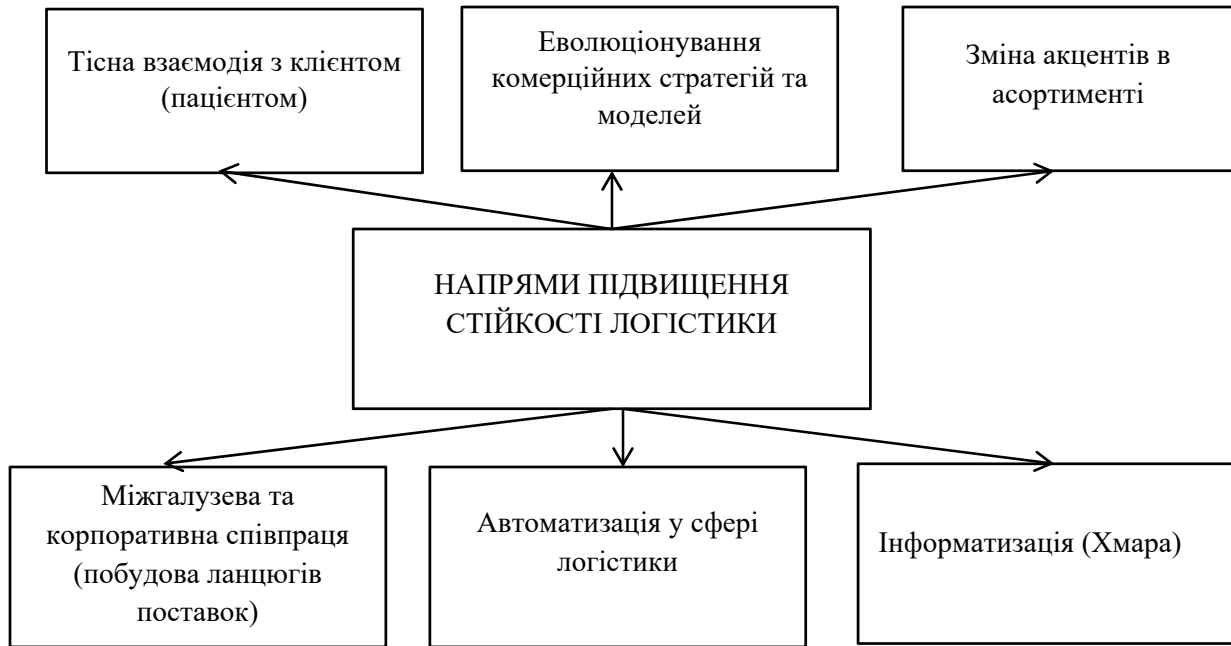 Тісна взаємодія з клієнтом
(пацієнтом)
Еволюціонування
комерційних стратегій та
моделей
Зміна акцентів в
асортименті
НАПРЯМИ ПІДВИЩЕННЯ
СТІЙКОСТІ ЛОГІСТИКИ
Міжгалузева та
корпоративна співпраця
(побудова ланцюгів
поставок)
Автоматизація у сфері
логістики
Інформатизація (Хмара)